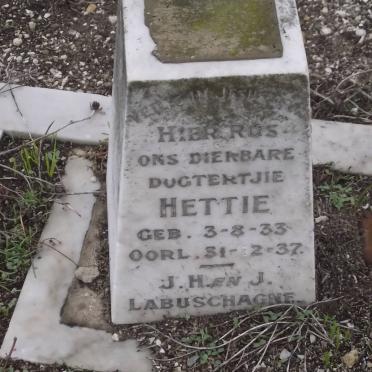 HIER RUS
ONS DIERBARE
DOGTERTJIE
HETTIE
GEB. 3-8-33
OORL. 31-2-37
J.H. EN J.
LABUSCHAGNE.